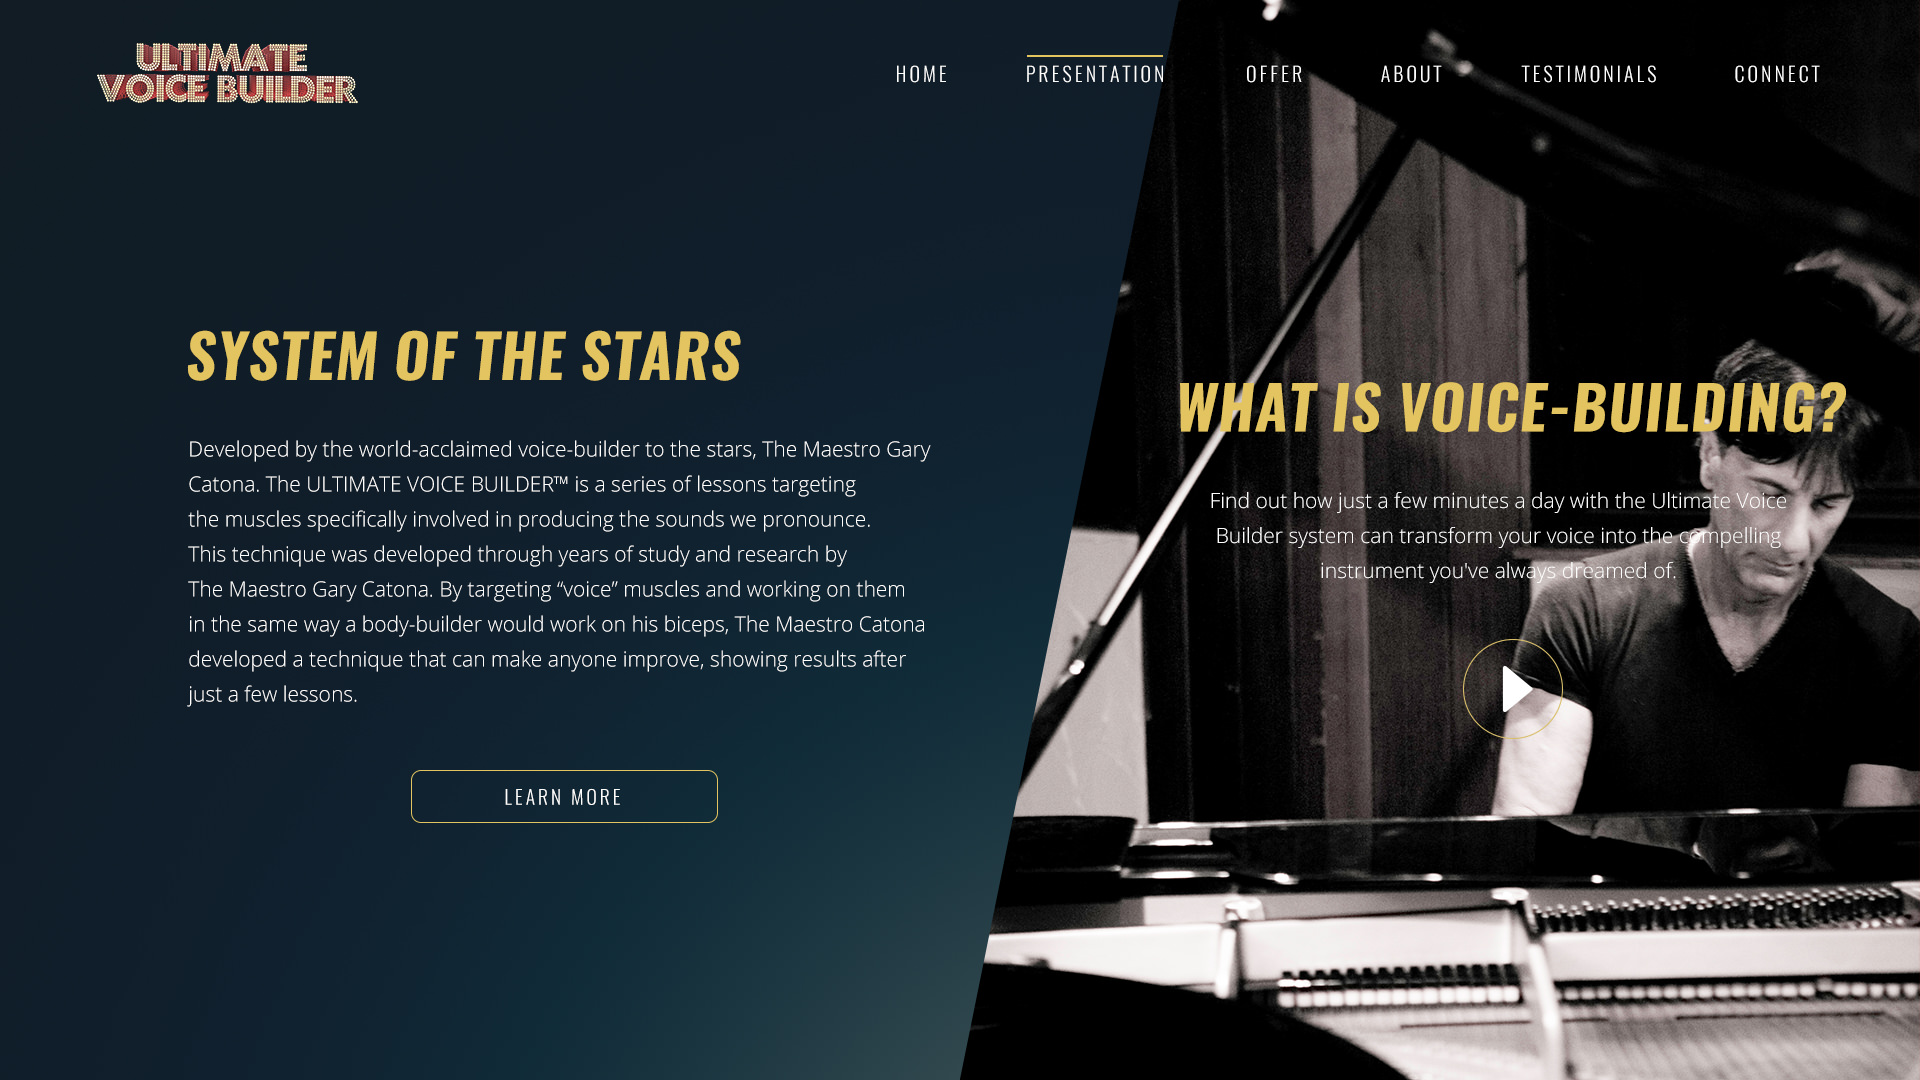 ULTIMATE
VOICE BUILDER
HOME
PRESENTATION
OFFER
ABOUT
TESTIMONIALS
CONNECT
SYSTEM OF THE STARS
Developed by the world-acclaimed voice-builder to the stars, The Maestro Gary
Catona. The ULTIMATE VOICE BUILDER™ is a series of lessons targeting
the muscles specifically involved in producing the sounds we pronounce.
This technique was developed through years of study and research by
The Maestro Gary Catona. By targeting “voice” muscles and working on them
in the same way a body-builder would work on his biceps, The Maestro Catona
developed a technique that can make anyone improve, showing results after
just a few lessons.
LEARN MORE
WHAT IS VOICE-BUILDING?
Find out how just a few minutes a day with the Ultimate Voice
Builder system can transform your voice into the compelling
instrument you've always dreamed of.